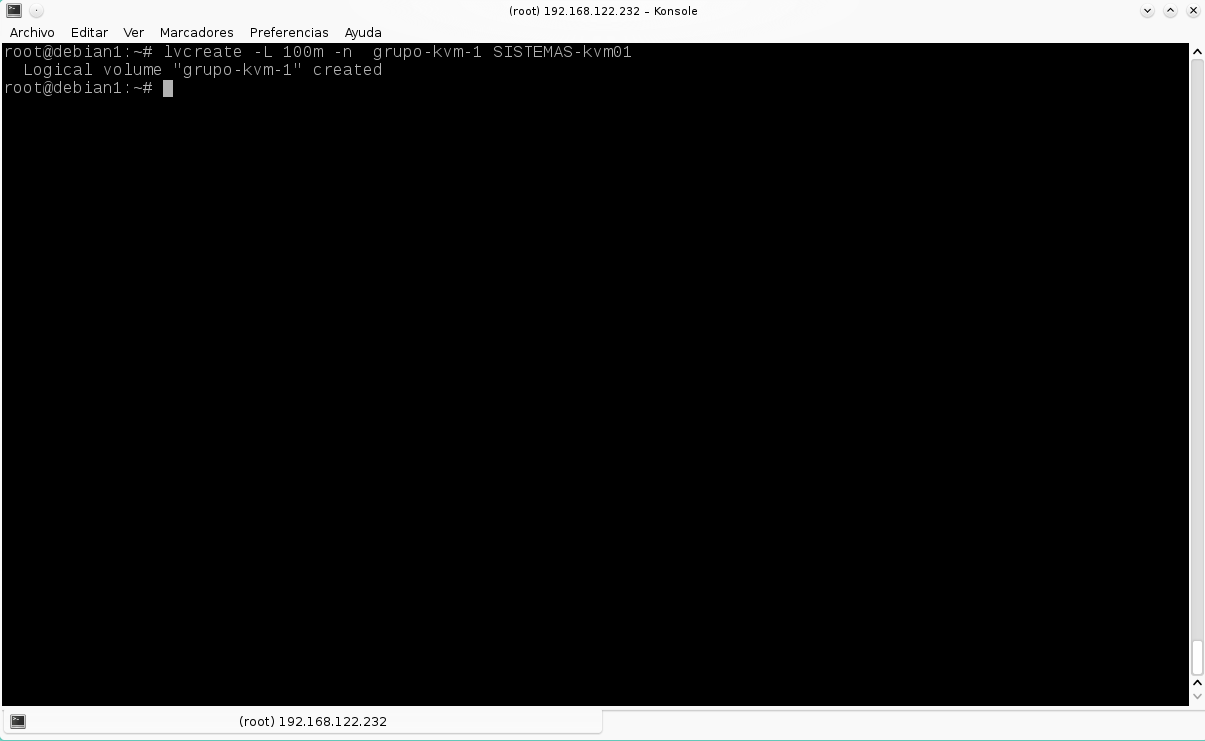 (root) 192.168.122.232 – Konsole
Archivo Editar Ver Marcadores Preferencias Ayuda
root@debian1:~# lvcreate -L 100m -n  grupo-kvm-1 SISTEMAS-kvm01
  Logical volume "grupo-kvm-1" created
root@debian1:~#
(root) 192.168.122.232